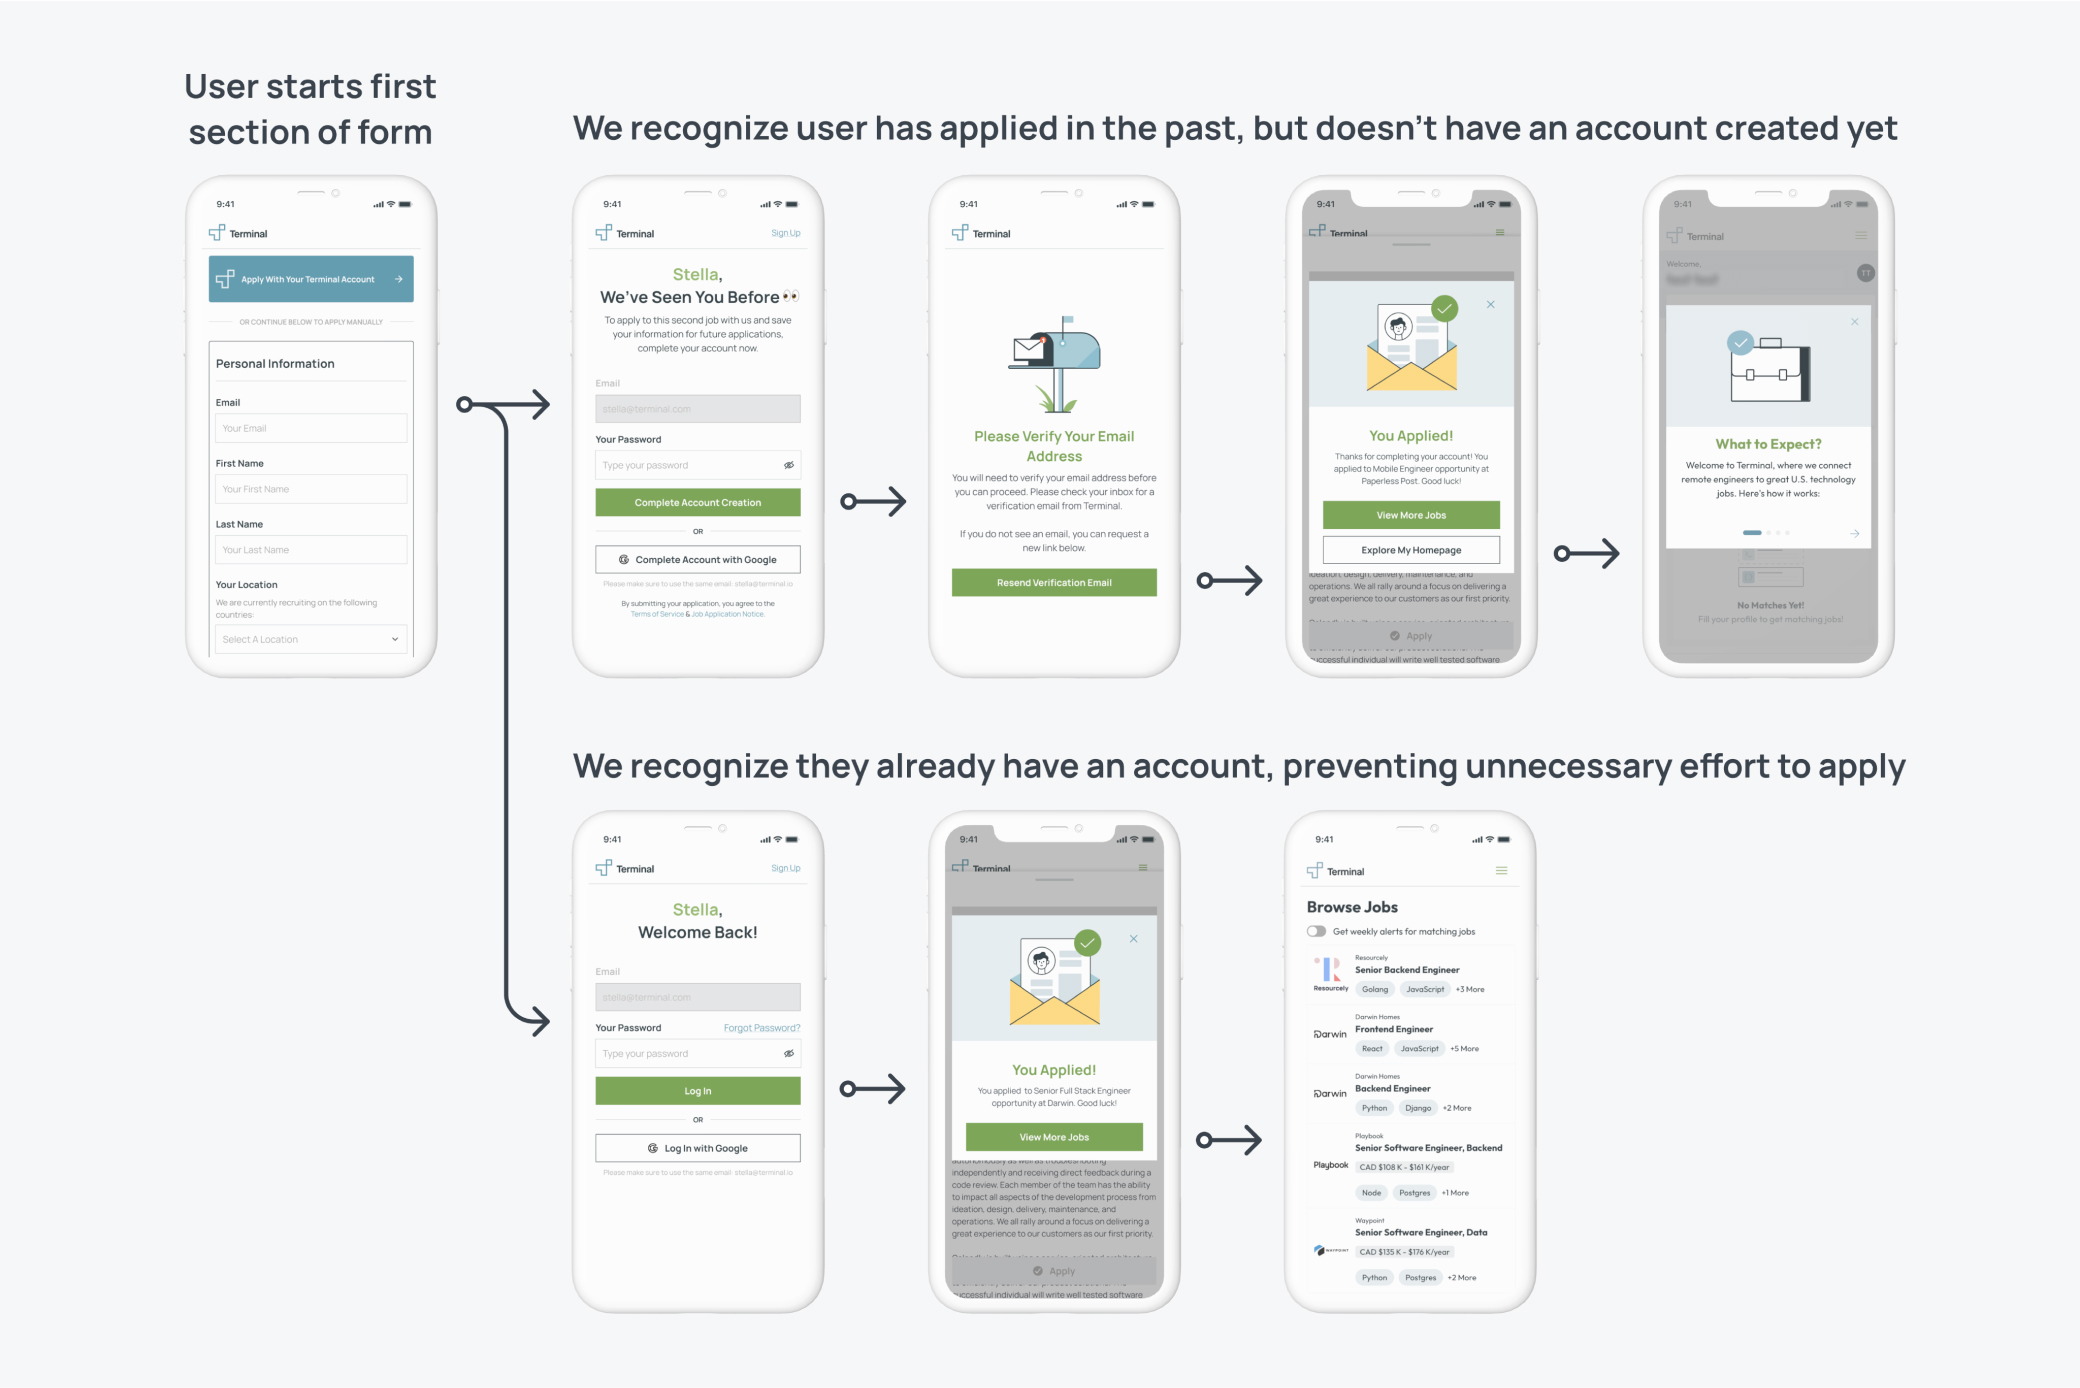 User starts first
section of form
We recognize user has applied in the past, but doesn't have an account created yet
9:41
Terminal
Apply With Your Terminal Account
OR CONTINUE BELOW TO APPLY MANUALLY
Personal Information
Email
Your Email
First Name
Your First Name
Last Name
Your Last Name
Your Location
We are currently recruiting on the following
countries:
Select A Location
9:41
Terminal
Sign Up
Stella,
We've Seen You Before 👀
To apply to this second job with us and save
your information for future applications,
complete your account now.
Email
stella@terminal.com
Your Password
Type your password
Complete Account Creation
OR
Complete Account with Google
Please make sure to use the same email: stella@terminal.io
By submitting your application, you agree to the
Terms of Service & Job Application Notice.
9:41
Terminal
Please Verify Your Email
Address
You will need to verify your email address before
you can proceed. Please check your inbox for a
verification email from Terminal.
If you do not see an email, you can request a
new link below.
Resend Verification Email
9:41
Terminal
You Applied!
Thanks for completing your account! You
applied to Mobile Engineer opportunity at
Paperless Post. Good luck!
View More Jobs
Explore My Homepage
ideation, design, delivery, maintenance, and
operations. We all rally around a focus on delivering a
great experience to our customers as our first priority.
Apply
successful individual will write well tested software
9:41
Terminal
Welcome,
TT
What to Expect?
Welcome to Terminal, where we connect
remote engineers to great U.S. technology
jobs. Here's how it works:
No Matches Yet!
Fill your profile to get matching jobs!
We recognize they already have an account, preventing unnecessary effort to apply
9:41
Terminal
Sign Up
Stella,
Welcome Back!
Email
stella@terminal.com
Your Password
Forgot Password?
Type your password
Log In
OR
Log In with Google
Please make sure to use the same email: stella@terminal.io
9:41
Terminal
You Applied!
You applied to Senior Full Stack Engineer
opportunity at Darwin. Good luck!
View More Jobs
autonomously as well as troubleshooting
independently and receiving direct feedback during a
code review. Each member of the team has the ability
to impact all aspects of the development process from
ideation, design, delivery, maintenance, and
operations. We all rally around a focus on delivering a
great experience to our customers as our first priority.
Apply
successful individual will write well tested software
9:41
Terminal
Browse Jobs
Get weekly alerts for matching jobs
Resourcely
Resourcely
Senior Backend Engineer
Golang JavaScript +3 More
Darwin
Darwin Homes
Frontend Engineer
React JavaScript +5 More
Darwin
Darwin Homes
Backend Engineer
Python Django +2 More
Playbook
Playbook
Senior Software Engineer, Backend
CAD $108 K - $161 K/year
Node Postgres +1 More
WAYPOINT
Waypoint
Senior Software Engineer, Data
CAD $135 K - $176 K/year
Python Postgres +2 More